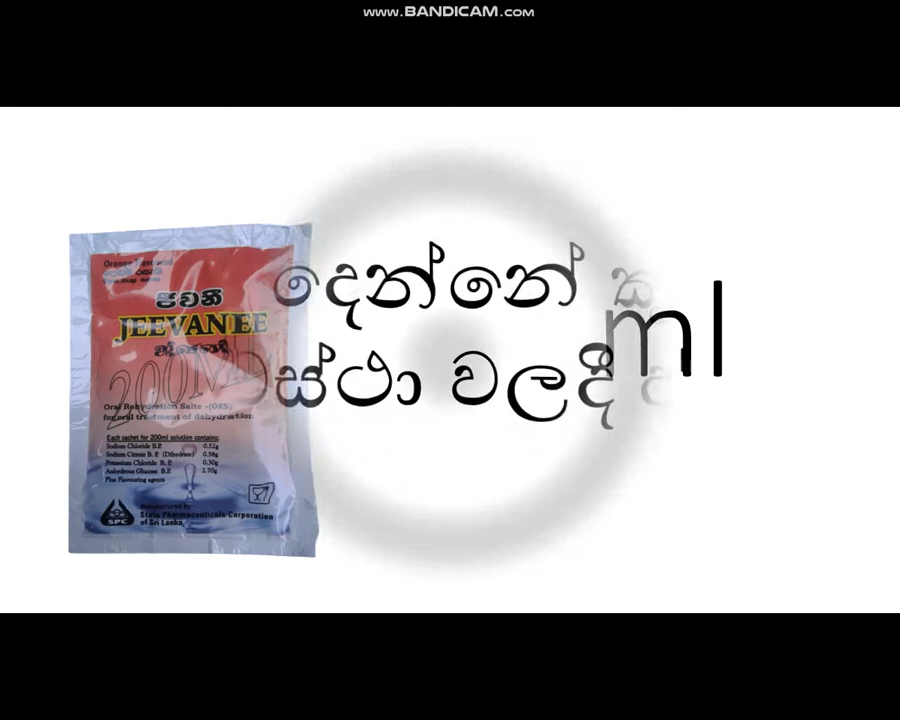 WWW.BANDICAM.COM
දෙන්නේ
ස්ථා වලදී
ml
Orange Flavoured
ජීවනී
JEEVANEE
200ML
Oral Rehydration Salts -(ORS)
for oral treatment of dehydration
Each sachet for 200ml solution contains:
Sodium Chloride B.P. 0.52g
Sodium Citrate B. P. (Dihydrate) 0.58g
Potassium Chloride B. P. 0.30g
Anhydrous Glucose B.P. 2.70g
Plus Flavouring agents
Manufactured by
State Pharmaceuticals Corporation
of Sri Lanka
SPC